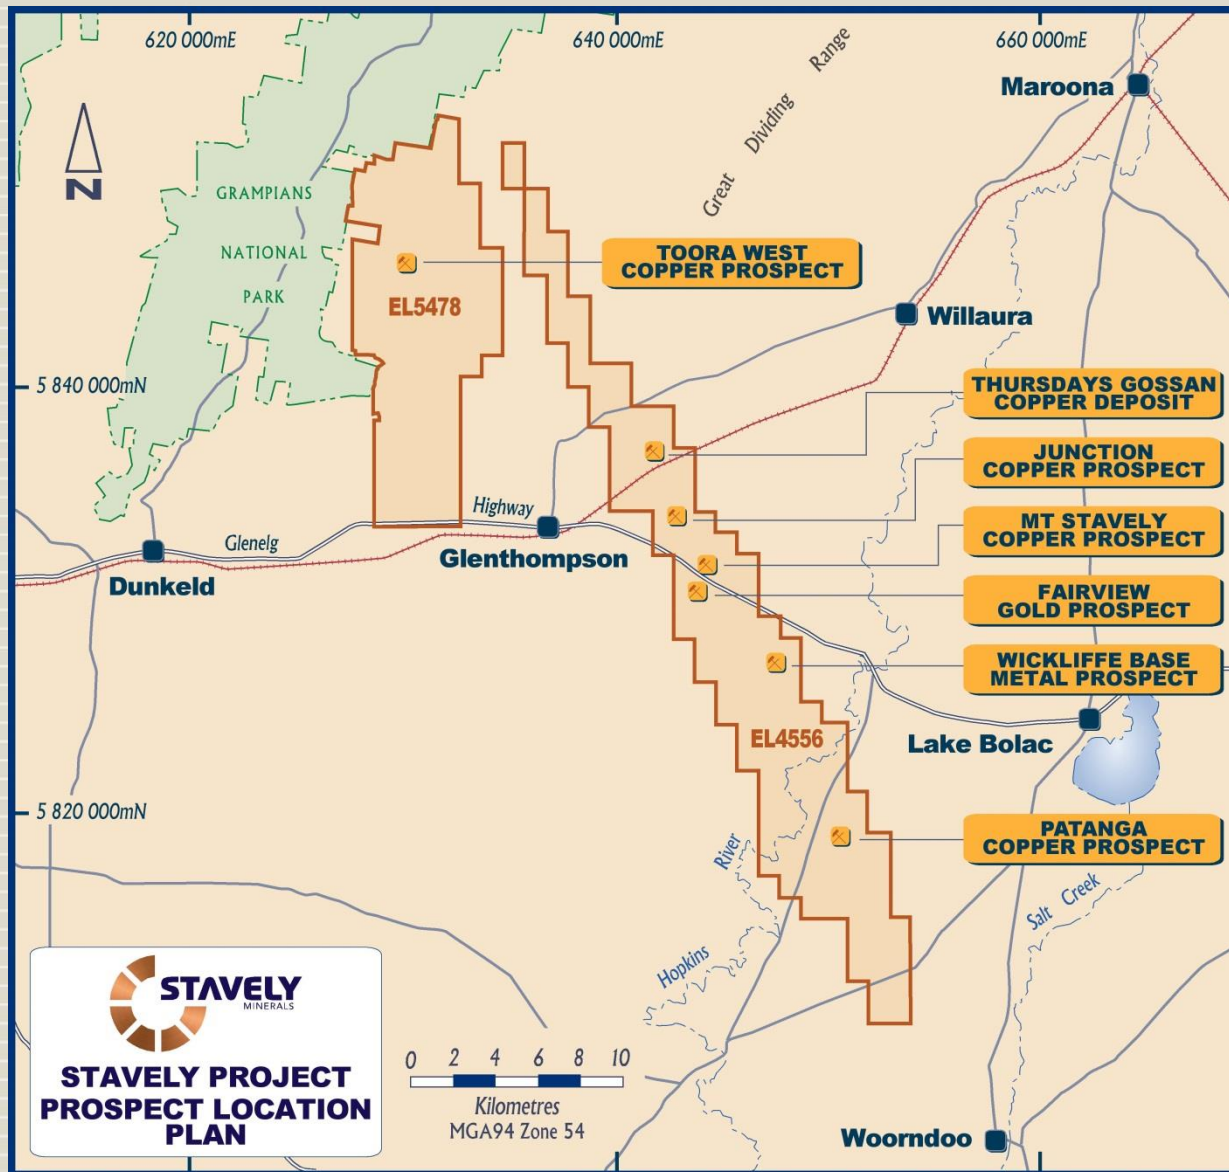 620 000mE
640 000mE
660 000mE
Great Dividing Range
Maroona
N
GRAMPIANS
NATIONAL
PARK
TOORA WEST
COPPER PROSPECT
EL5478
Willaura
5 840 000mN
THURSDAYS GOSSAN
COPPER DEPOSIT
JUNCTION
COPPER PROSPECT
Highway
MT STAVELY
COPPER PROSPECT
Glenelg
Glenthompson
Dunkeld
FAIRVIEW
GOLD PROSPECT
WICKLIFFE BASE
METAL PROSPECT
EL4556
Lake Bolac
5 820 000mN
PATANGA
COPPER PROSPECT
River
Salt Creek
Hopkins
STAVELY
MINERALS
STAVELY PROJECT
PROSPECT LOCATION
PLAN
0 2 4 6 8 10
Kilometres
MGA94 Zone 54
Woorndoo